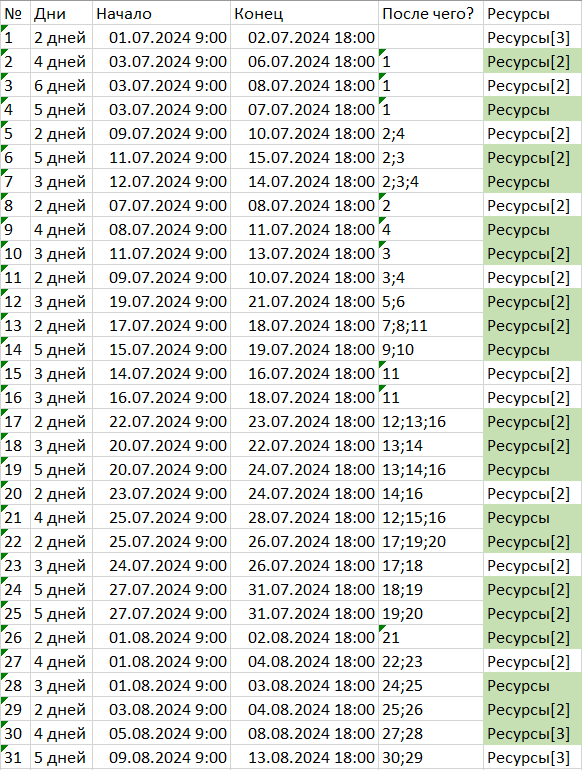 № Дни Начало Конец После чего? Ресурсы
1 2 дней 01.07.2024 9:00 02.07.2024 18:00 Ресурсы[3]
2 4 дней 03.07.2024 9:00 06.07.2024 18:00 1 Ресурсы[2]
3 6 дней 03.07.2024 9:00 08.07.2024 18:00 1 Ресурсы[2]
4 5 дней 03.07.2024 9:00 07.07.2024 18:00 1 Ресурсы
5 2 дней 09.07.2024 9:00 10.07.2024 18:00 2;4 Ресурсы[2]
6 5 дней 11.07.2024 9:00 15.07.2024 18:00 2;3 Ресурсы[2]
7 3 дней 12.07.2024 9:00 14.07.2024 18:00 2;3;4 Ресурсы
8 2 дней 07.07.2024 9:00 08.07.2024 18:00 2 Ресурсы[2]
9 4 дней 08.07.2024 9:00 11.07.2024 18:00 4 Ресурсы
10 3 дней 11.07.2024 9:00 13.07.2024 18:00 3 Ресурсы[2]
11 2 дней 09.07.2024 9:00 10.07.2024 18:00 3;4 Ресурсы[2]
12 3 дней 19.07.2024 9:00 21.07.2024 18:00 5;6 Ресурсы[2]
13 2 дней 17.07.2024 9:00 18.07.2024 18:00 7;8;11 Ресурсы[2]
14 5 дней 15.07.2024 9:00 19.07.2024 18:00 9;10 Ресурсы
15 3 дней 14.07.2024 9:00 16.07.2024 18:00 11 Ресурсы[2]
16 3 дней 16.07.2024 9:00 18.07.2024 18:00 11 Ресурсы[2]
17 2 дней 22.07.2024 9:00 23.07.2024 18:00 12;13;16 Ресурсы[2]
18 3 дней 20.07.2024 9:00 22.07.2024 18:00 13;14 Ресурсы[2]
19 5 дней 20.07.2024 9:00 24.07.2024 18:00 13;14;16 Ресурсы
20 2 дней 23.07.2024 9:00 24.07.2024 18:00 14;16 Ресурсы[2]
21 4 дней 25.07.2024 9:00 28.07.2024 18:00 12;15;16 Ресурсы
22 2 дней 25.07.2024 9:00 26.07.2024 18:00 17;19;20 Ресурсы[2]
23 3 дней 24.07.2024 9:00 26.07.2024 18:00 17;18 Ресурсы[2]
24 5 дней 27.07.2024 9:00 31.07.2024 18:00 18;19 Ресурсы[2]
25 5 дней 27.07.2024 9:00 31.07.2024 18:00 19;20 Ресурсы[2]
26 2 дней 01.08.2024 9:00 02.08.2024 18:00 21 Ресурсы[2]
27 4 дней 01.08.2024 9:00 04.08.2024 18:00 22;23 Ресурсы[2]
28 3 дней 01.08.2024 9:00 03.08.2024 18:00 24;25 Ресурсы
29 2 дней 03.08.2024 9:00 04.08.2024 18:00 25;26 Ресурсы[2]
30 4 дней 05.08.2024 9:00 08.08.2024 18:00 27;28 Ресурсы[3]
31 5 дней 09.08.2024 9:00 13.08.2024 18:00 30;29 Ресурсы[3]